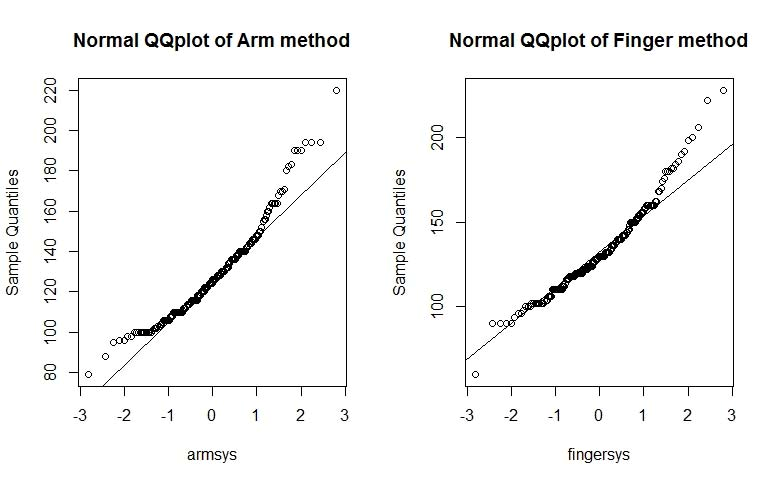 Normal QQplot of Arm method
Sample Quantiles
220
200
180
160
140
120
100
80
-3 -2 -1 0 1 2 3
armsys
Normal QQplot of Finger method
Sample Quantiles
200
150
100
-3 -2 -1 0 1 2 3
fingersys